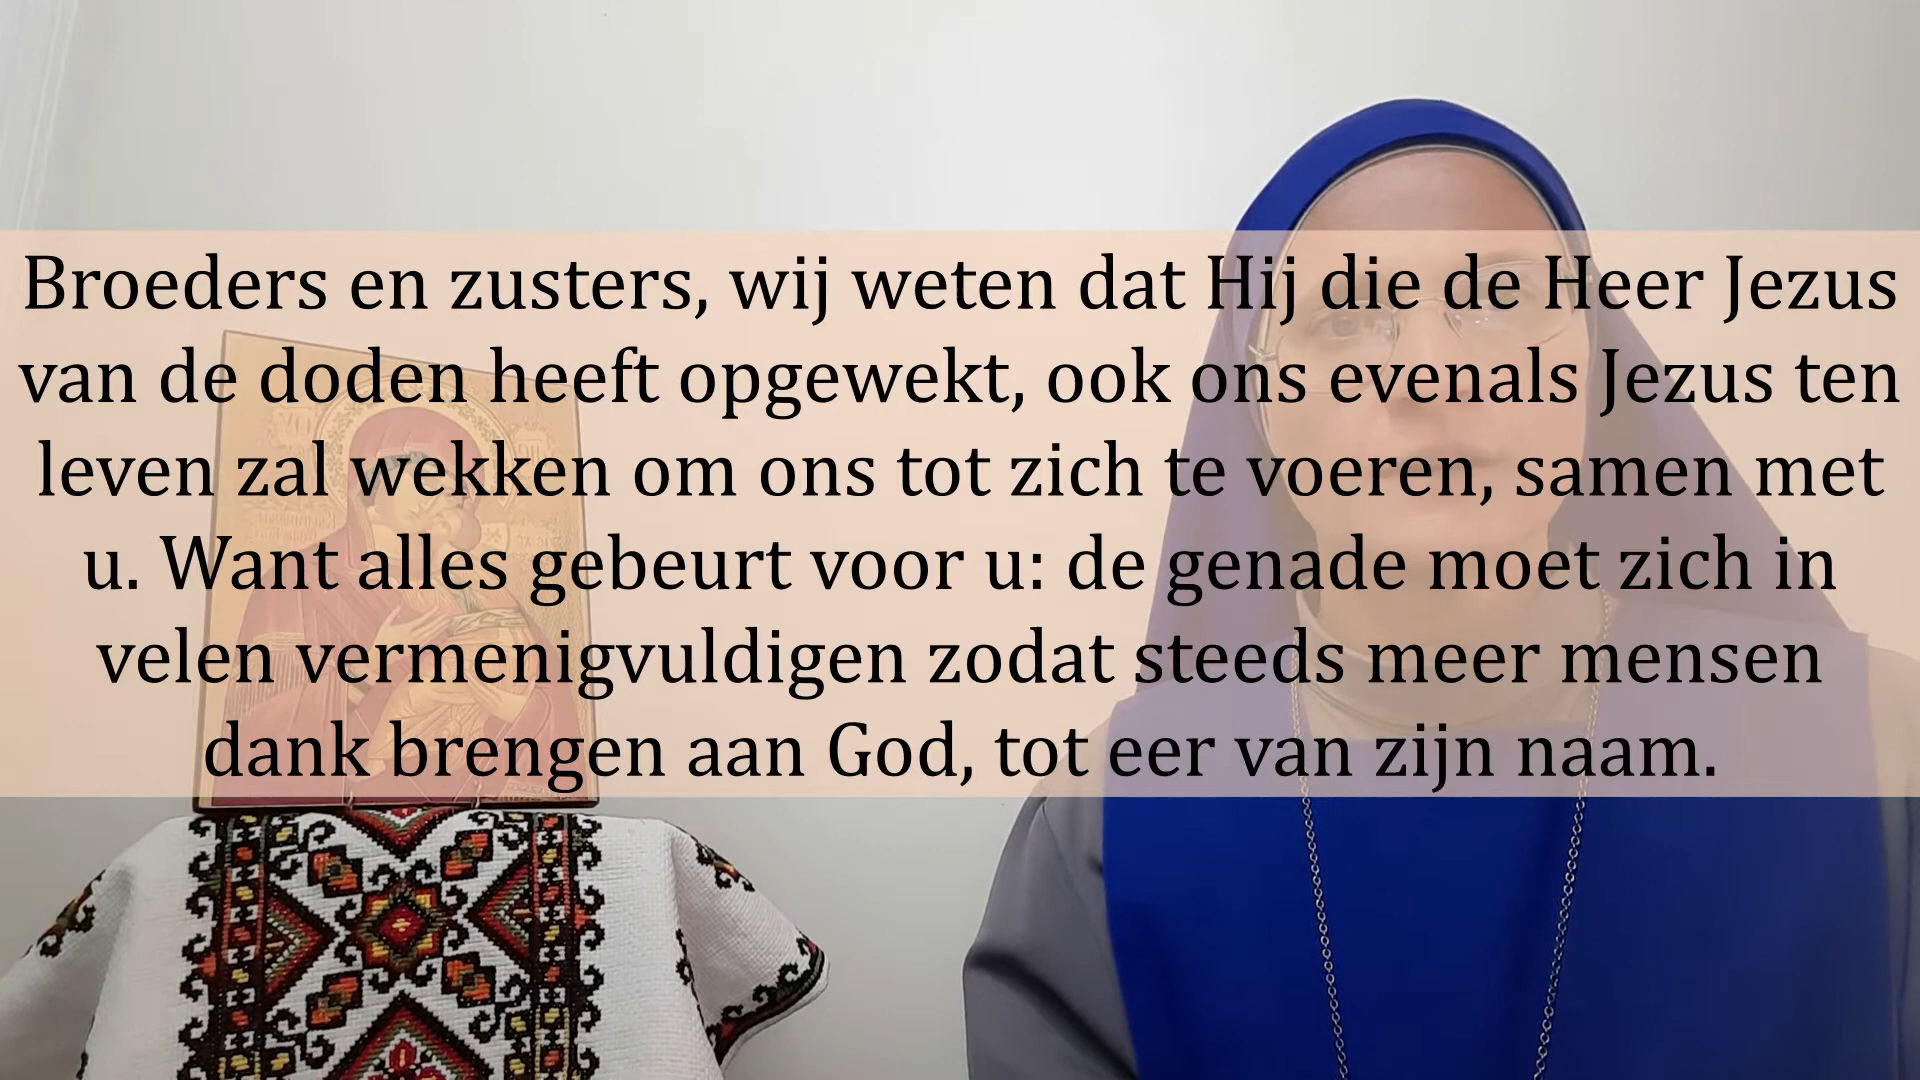 Broeders en zusters, wij weten dat Hij die de Heer Jezus
van de doden heeft opgewekt, ook ons evenals Jezus ten
leven zal wekken om ons tot zich te voeren, samen met
u. Want alles gebeurt voor u: de genade moet zich in
velen vermenigvuldigen zodat steeds meer mensen
dank brengen aan God, tot eer van zijn naam.